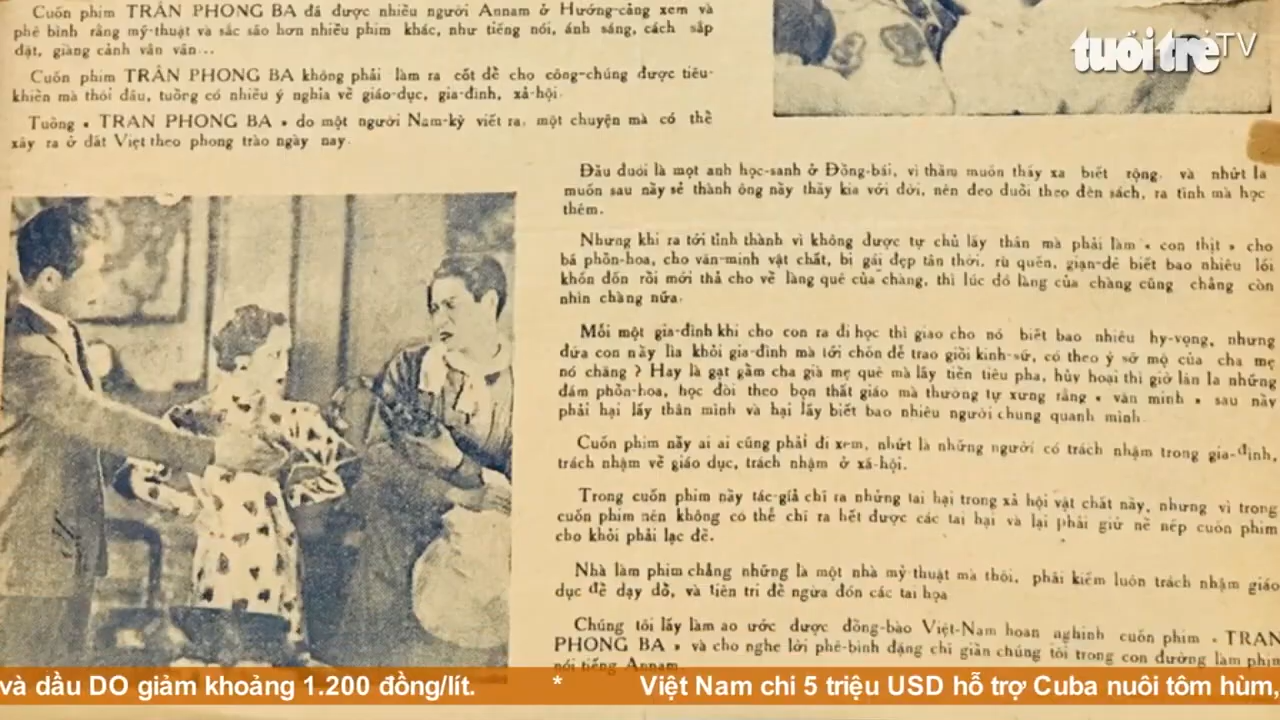 Cuốn phim TRẬN PHONG BA đã được nhiều người Annam ở Hướng-cảng xem và
phê bình rằng mỹ-thuật và sắc sảo hơn nhiều phim khác, như tiếng nói, ánh sáng, cách sắp
đặt, giàng cảnh vân vân...
Cuốn phim TRẬN PHONG BA không phải làm ra cốt để cho công-chúng được tiêu-
khiển mà thôi đâu, tuồng có nhiều ý nghĩa về giáo-dục, gia-đình, xã-hội.
Tuồng « TRẬN PHONG BA » do một người Nam-kỳ viết ra, một chuyện mà có thể
xảy ra ở đất Việt theo phong trào ngày nay.
tuổi trẻ TV
Đầu đuôi là một anh học-sanh ở Đồng-bái, vì thầm muốn thấy xa biết rộng, và nhứt là
muốn sau nầy sẻ thành ông nầy thầy kia với đời, nên đeo đuổi theo đèn sách, ra tỉnh mà học
thêm.
Nhưng khi ra tới tỉnh thành vì không được tự chủ lấy thân mà phải làm « con thịt » cho
bã phồn-hoa, cho văn-minh vật chất, bị gái đẹp tân thời, rù quến, gian-dê biết bao nhiêu lối
khốn đốn rồi mới thả cho về làng quê của chàng, thì lúc đó làng của chàng cũng chẳng còn
nhìn chàng nữa.
Mỗi một gia-đình khi cho con ra đi học thì giao cho nó biết bao nhiêu hy-vọng, nhưng
đứa con nầy lìa khỏi gia-đình mà tới chốn để trao giồi kinh-sử, có theo ý sở mộ của cha mẹ
nó chăng ? Hay là gạt gẫm cha già mẹ quê mà lấy tiền tiêu pha, hủy hoại thì giờ lân la những
đám phồn-hoa, học đòi theo bọn thất giáo mà thường tự xưng rằng « văn minh » sau nầy
phải hại lấy thân mình và hại lấy biết bao nhiêu người chung quanh mình.
Cuốn phim nầy ai ai cũng phải đi xem, nhứt là những người có trách nhậm trong gia-đình,
trách nhậm về giáo dục, trách nhậm ở xã-hội.
Trong cuốn phim nầy tác-giả chỉ ra những tai hại trong xã hội vật chất nầy, nhưng vì trong
cuốn phim nên không có thể chỉ ra hết được các tai hại và lại phải giữ nề nếp cuốn phim
cho khỏi phải lạc đề.
Nhà làm phim chẳng những là một nhà mỹ-thuật mà thôi, phải kiêm luôn trách nhậm giáo
dục để dạy dỗ, và tiên tri để ngừa đón các tai họa
Chúng tôi lấy làm ao ước được đồng-bào Việt-Nam hoan nghinh cuốn phim « TRẬN
PHONG BA » và cho nghe lời phê-bình đặng chỉ giản chúng tôi trong con đường làm phim
nói tiếng Annam
và dầu DO giảm khoảng 1.200 đồng/lít. * Việt Nam chi 5 triệu USD hỗ trợ Cuba nuôi tôm hùm,